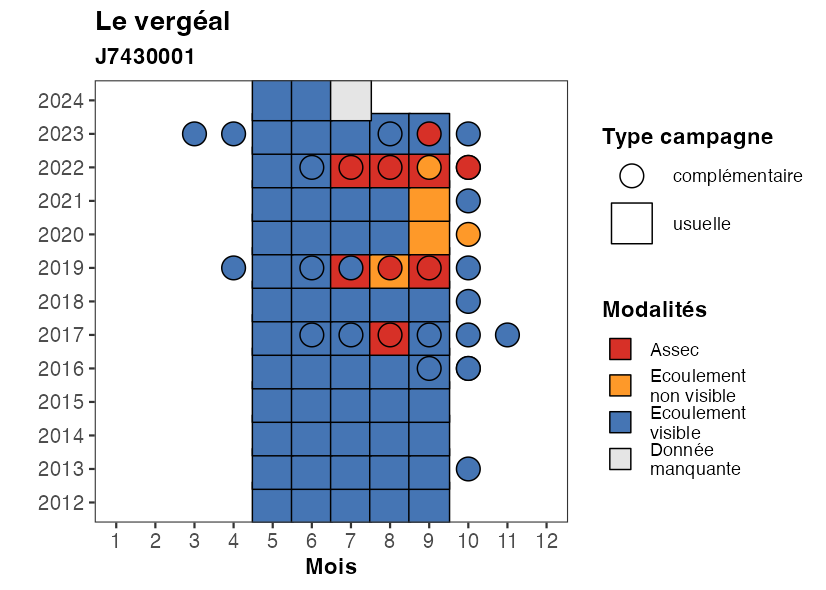 Le vergéal
J7430001
2024
2023
2022
2021
2020
2019
2018
2017
2016
2015
2014
2013
2012
1 2 3 4 5 6 7 8 9 10 11 12
Mois
Type campagne
complémentaire
usuelle
Modalités
Assec
Ecoulement
non visible
Ecoulement
visible
Donnée
manquante